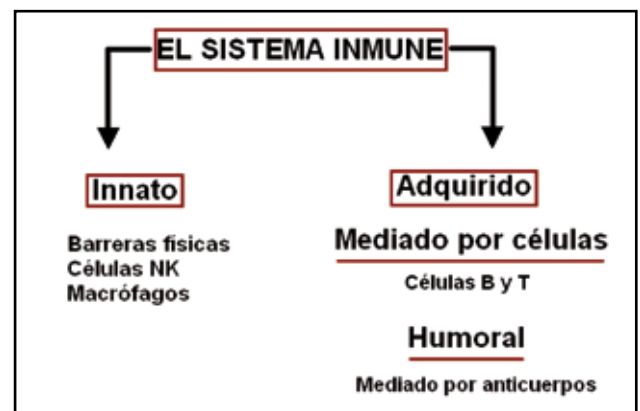 EL SISTEMA INMUNE
Innato
Barreras físicas
Células NK
Macrófagos
Adquirido
Mediado por células
Células B y T
Humoral
Mediado por anticuerpos